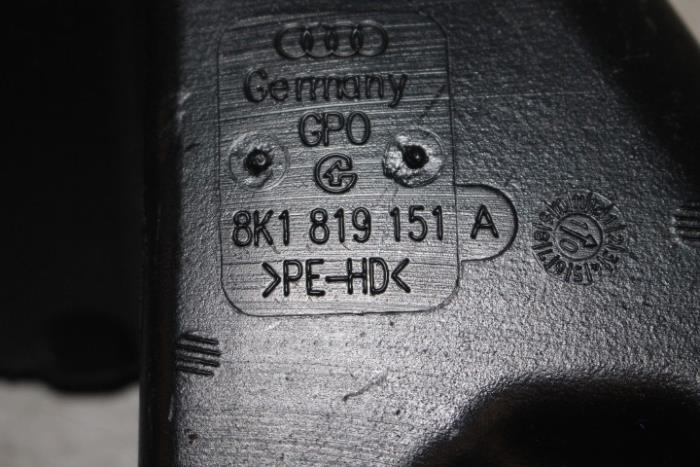 Germany
GPO
8K1 819 151 A
>PE-HD<